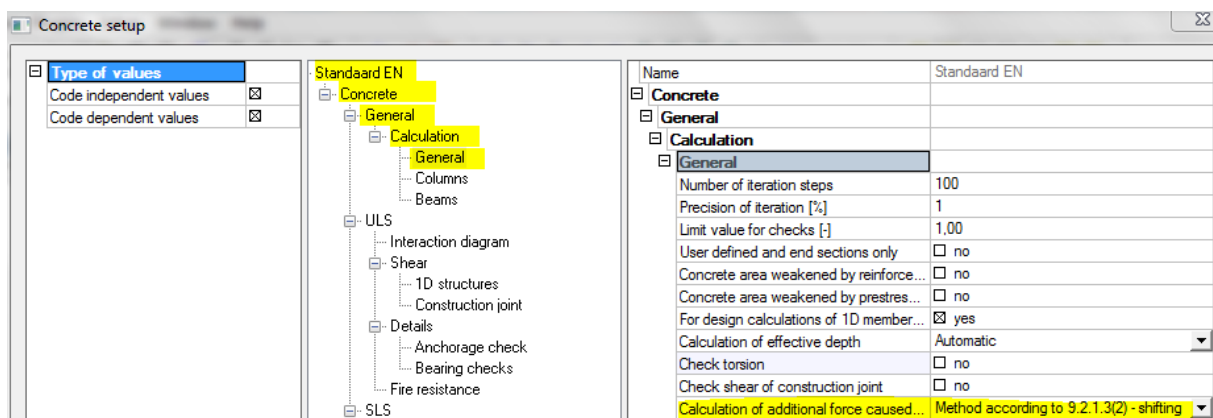 Concrete setup
Help
Type of values
Code independent values
Code dependent values
Standaard EN
Concrete
General
Calculation
General
Columns
Beams
ULS
Interaction diagram
Shear
1D structures
Construction joint
Details
Anchorage check
Bearing checks
Fire resistance
SLS
Name Standaard EN
Concrete
General
Calculation
General
Number of iteration steps 100
Precision of iteration [%] 1
Limit value for checks [-] 1,00
User defined and end sections only no
Concrete area weakened by reinforce... no
Concrete area weakened by prestres... no
For design calculations of 1D member... yes
Calculation of effective depth Automatic
Check torsion no
Check shear of construction joint no
Calculation of additional force caused... Method according to 9.2.1.3(2) - shifting